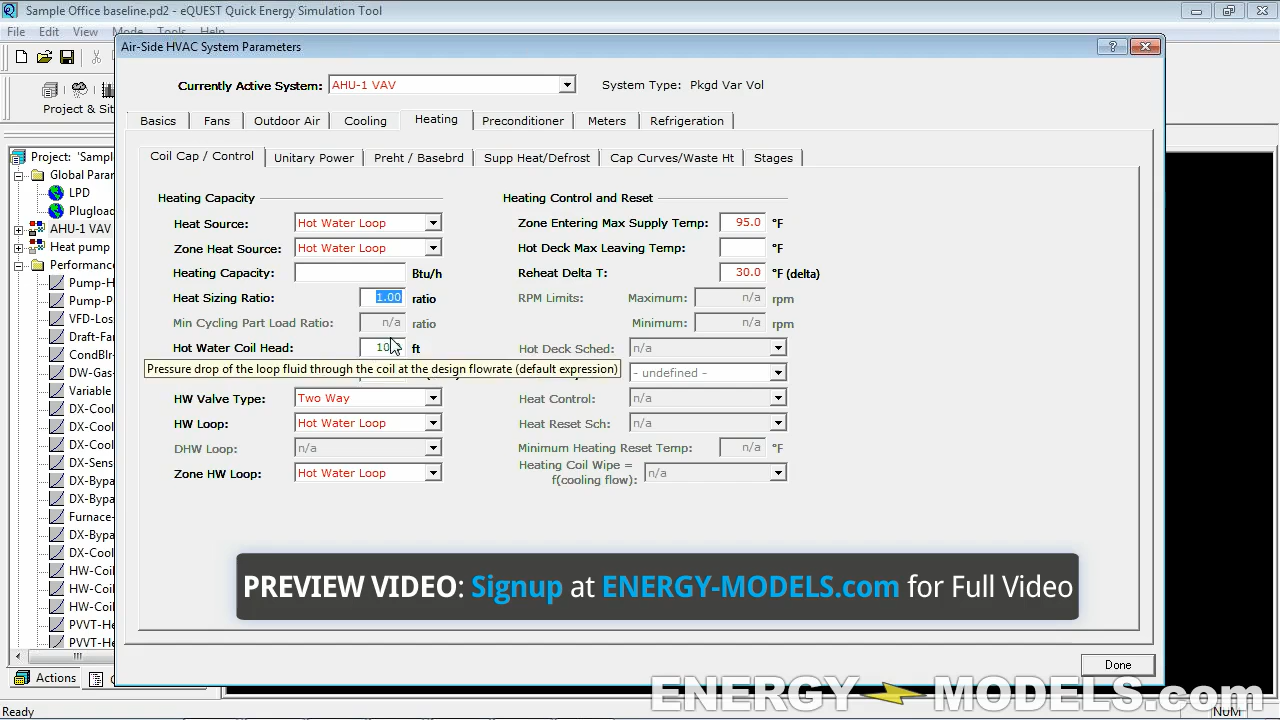 Sample Office baseline.pd2 - eQUEST Quick Energy Simulation Tool
File Edit View Mode Tools Help
Air-Side HVAC System Parameters
Currently Active System: AHU-1 VAV System Type: Pkgd Var Vol
Project & Sit
Basics Fans Outdoor Air Cooling Heating Preconditioner Meters Refrigeration
Coil Cap / Control Unitary Power Preht / Basebrd Supp Heat/Defrost Cap Curves/Waste Ht Stages
Project: 'Sampl
Global Parar
LPD
Plugload
AHU-1 VAV
Heat pump
Performanc
Pump-H
Pump-P
VFD-Lo
Draft-Fa
CondBlr
DW-Gas
Variable
DX-Cool
DX-Cool
DX-Cool
DX-Sens
DX-Bypa
DX-Bypa
Furnace-
DX-Bypa
DX-Cool
HW-Coil
HW-Coil
HW-Coil
PVVT-H
PVVT-H
Heating Capacity
Heat Source: Hot Water Loop
Zone Heat Source: Hot Water Loop
Heating Capacity: Btu/h
Heat Sizing Ratio: 1.00 ratio
Min Cycling Part Load Ratio: n/a ratio
Hot Water Coil Head: 10 ft
Pressure drop of the loop fluid through the coil at the design flowrate (default expression)
HW Valve Type: Two Way
HW Loop: Hot Water Loop
DHW Loop: n/a
Zone HW Loop: Hot Water Loop
Heating Control and Reset
Zone Entering Max Supply Temp: 95.0 °F
Hot Deck Max Leaving Temp: °F
Reheat Delta T: 30.0 °F (delta)
RPM Limits: Maximum: n/a rpm
Minimum: n/a rpm
Hot Deck Sched: n/a
- undefined -
Heat Control: n/a
Heat Reset Sch: n/a
Minimum Heating Reset Temp: n/a °F
Heating Coil Wipe = f(cooling flow): n/a
PREVIEW VIDEO: Signup at ENERGY-MODELS.com for Full Video
Done
Actions
ENERGY MODELS.com
Ready NUM